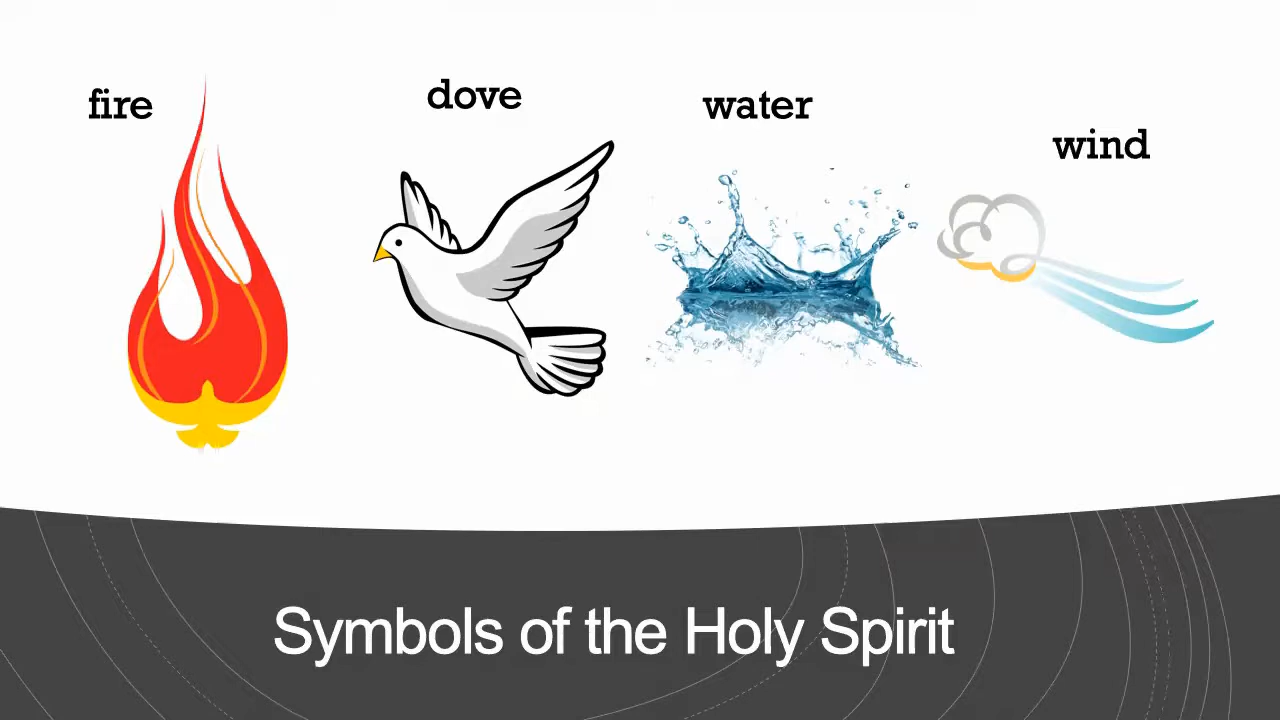 fire
dove
water
wind
Symbols of the Holy Spirit